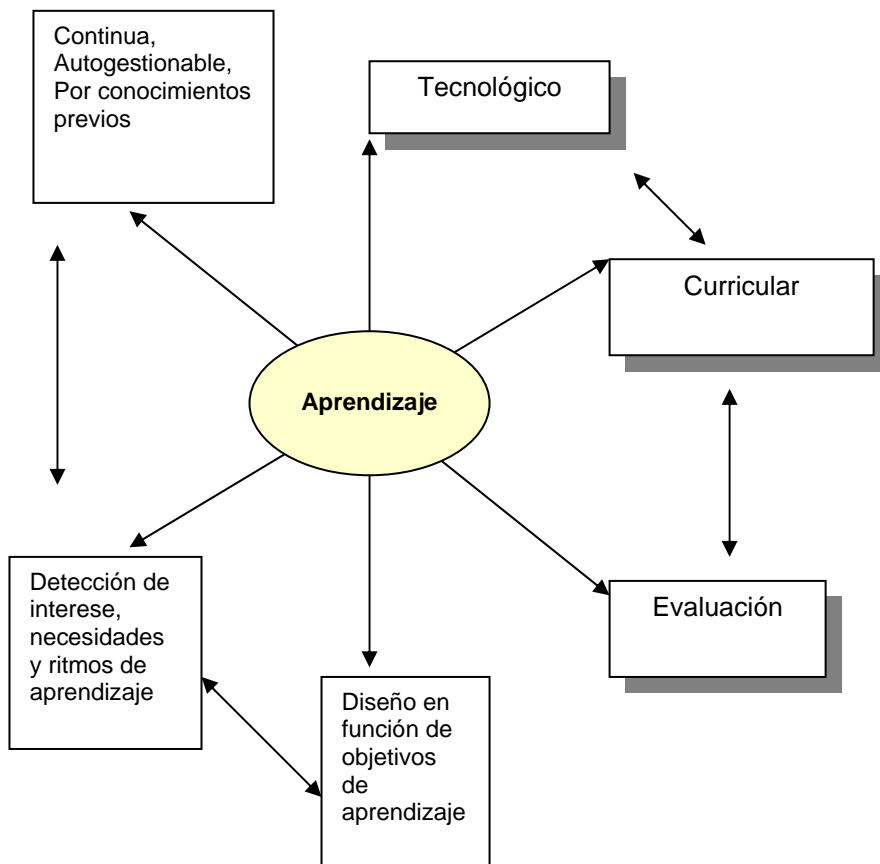 Continua,
Autogestionable,
Por conocimientos
previos
Tecnológico
Curricular
Aprendizaje
Detección de
interese,
necesidades
y ritmos de
aprendizaje
Evaluación
Diseño en
función de
objetivos
de
aprendizaje